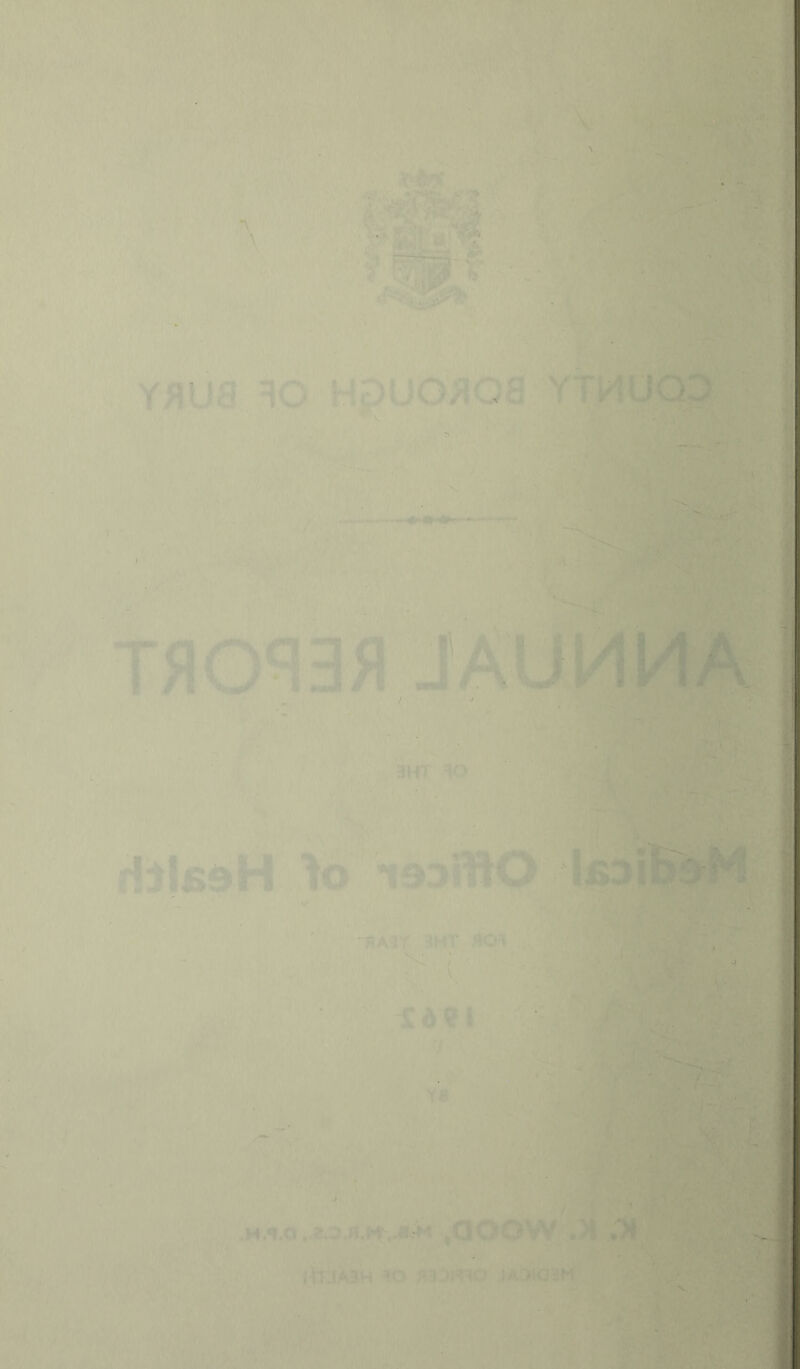 COUNTY BOROUGH OF BURY
ANNUAL REPORT
OF THE
Medical Officer of Health
FOR THE YEAR
1962
BY
K. K. WOOD, M.B., M.R.C.S., D.P.H.
MEDICAL OFFICER OF HEALTH